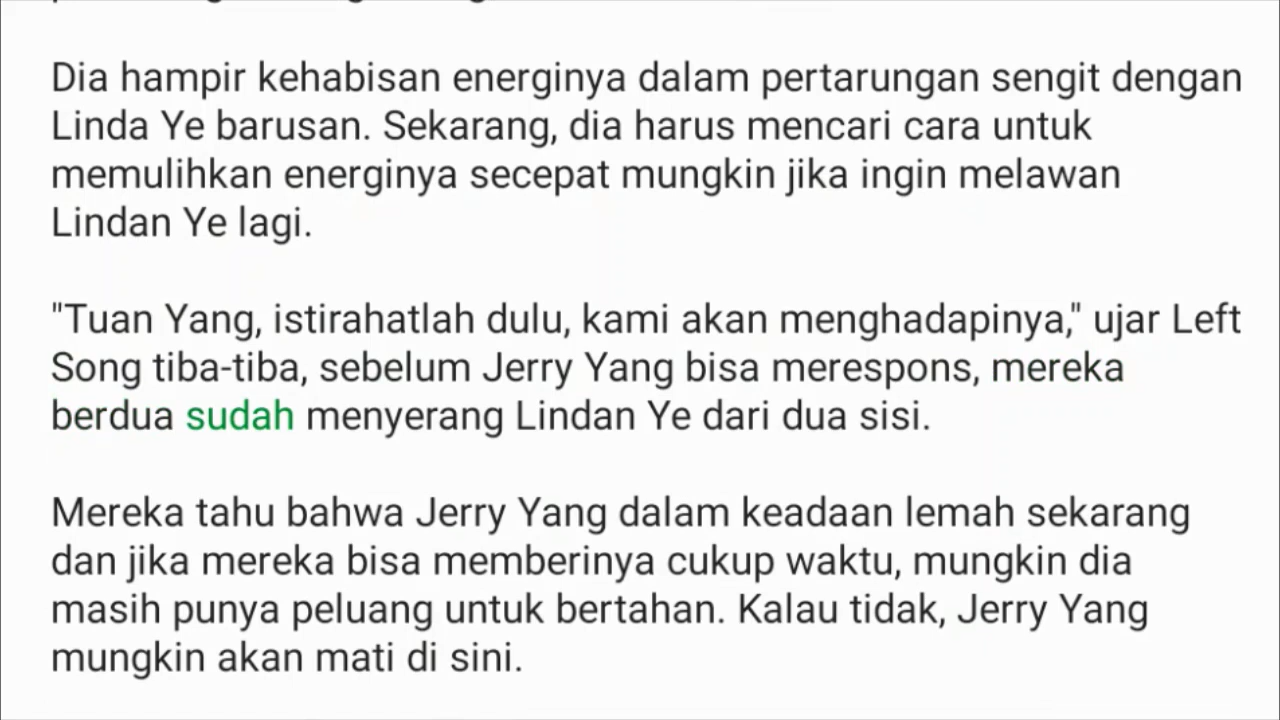 Dia hampir kehabisan energinya dalam pertarungan sengit dengan
Linda Ye barusan. Sekarang, dia harus mencari cara untuk
memulihkan energinya secepat mungkin jika ingin melawan
Lindan Ye lagi.
"Tuan Yang, istirahatlah dulu, kami akan menghadapinya," ujar Left
Song tiba-tiba, sebelum Jerry Yang bisa merespons, mereka
berdua sudah menyerang Lindan Ye dari dua sisi.
Mereka tahu bahwa Jerry Yang dalam keadaan lemah sekarang
dan jika mereka bisa memberinya cukup waktu, mungkin dia
masih punya peluang untuk bertahan. Kalau tidak, Jerry Yang
mungkin akan mati di sini.